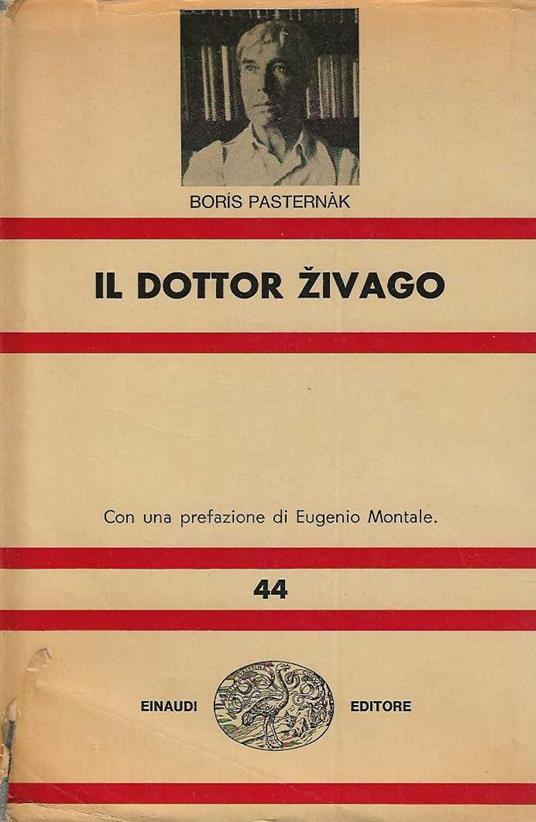 BORÍS PASTERNÀK
IL DOTTOR ŽIVAGO
Con una prefazione di Eugenio Montale.
44
EINAUDI EDITORE